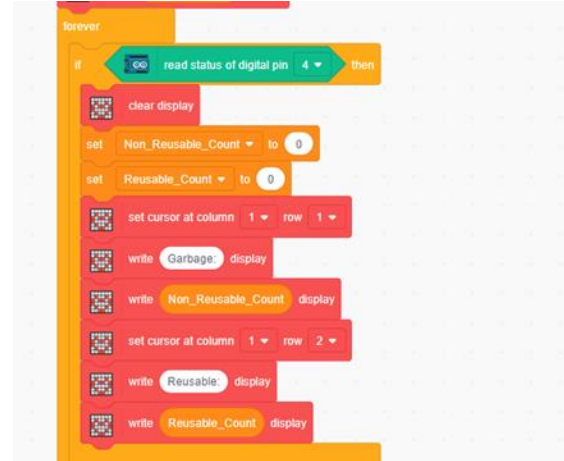 forever
if read status of digital pin 4 then
clear display
set Non_Reusable_Count to 0
set Reusable_Count to 0
set cursor at column 1 row 1
write Garbage: display
write Non_Reusable_Count display
set cursor at column 1 row 2
write Reusable: display
write Reusable_Count display